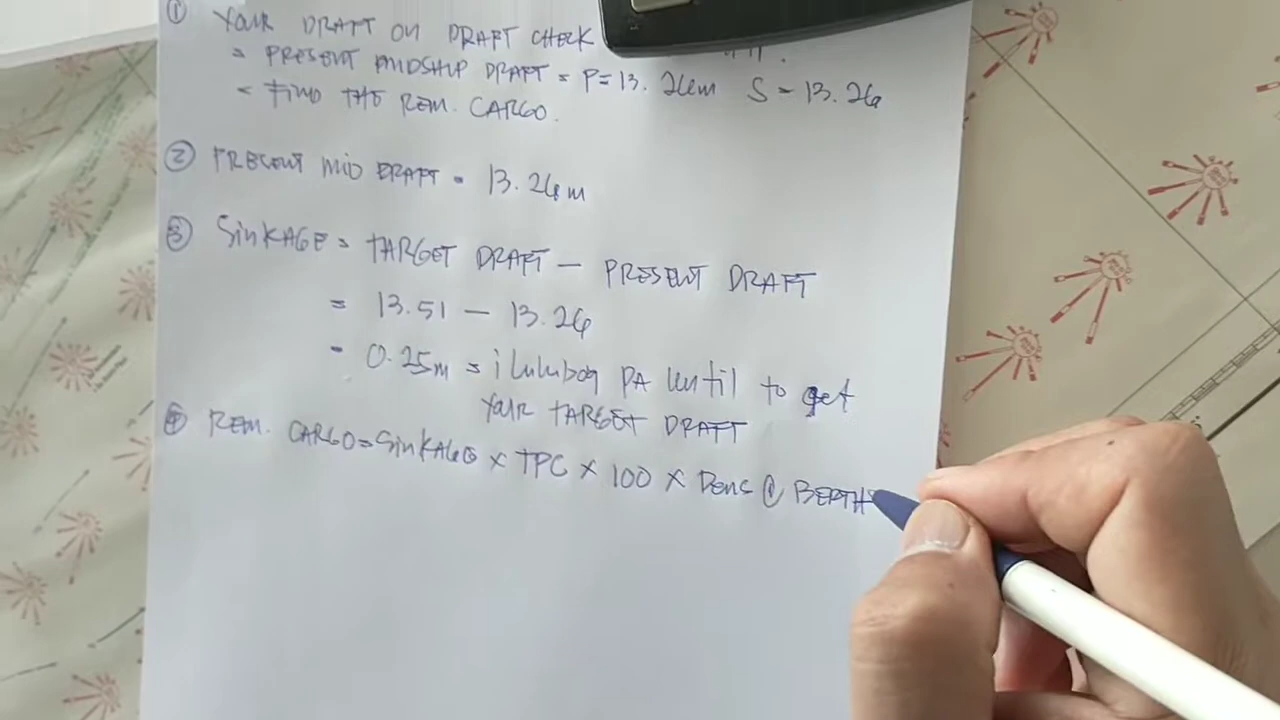 ① YOUR DRAFT ON DRAFT CHECK
= PRESENT MIDSHIP DRAFT = P = 13.26m S = 13.26
= FIND THE REM. CARGO.
② PRESENT MID DRAFT = 13.26m
③ SINKAGE = TARGET DRAFT - PRESENT DRAFT
= 13.51 - 13.26
= 0.25m = ilulubog PA until to get
YOUR TARGET DRAFT
④ REM. CARGO = SINKAGE × TPC × 100 × Dens @ BERTH